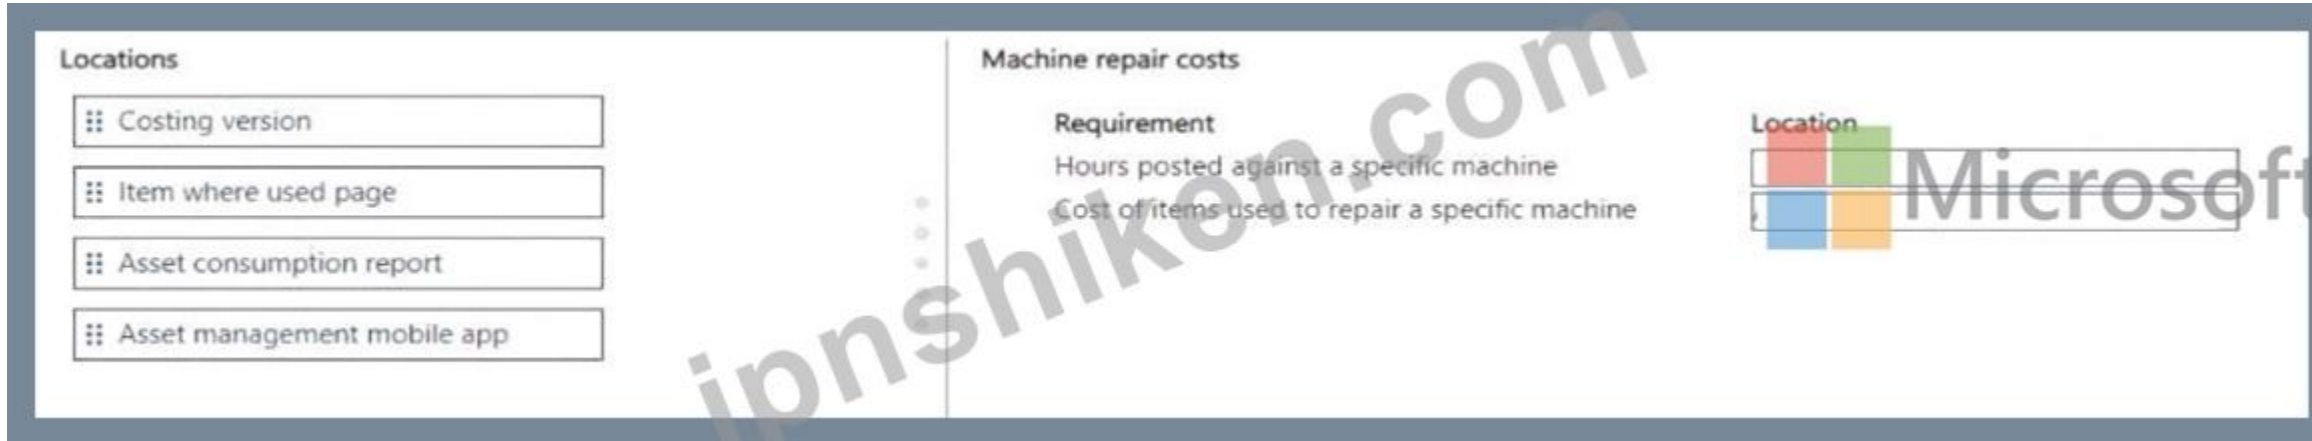 Locations
Costing version
Item where used page
Asset consumption report
Asset management mobile app
Machine repair costs
Requirement
Location
Hours posted against a specific machine
Cost of items used to repair a specific machine
Microsoft
ipnshiken.com